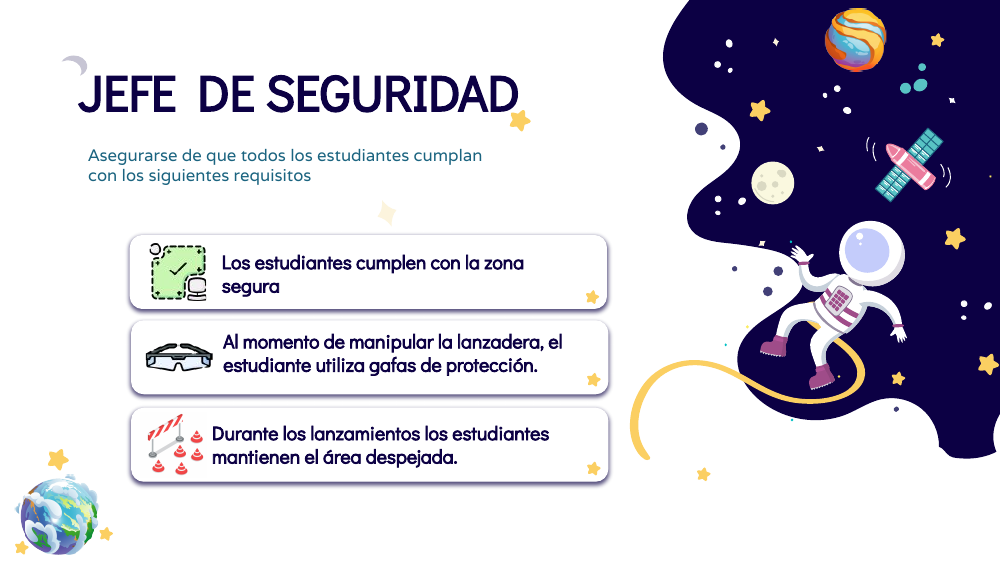 JEFE DE SEGURIDAD
Asegurarse de que todos los estudiantes cumplan
con los siguientes requisitos
Los estudiantes cumplen con la zona
segura
Al momento de manipular la lanzadera, el
estudiante utiliza gafas de protección.
Durante los lanzamientos los estudiantes
mantienen el área despejada.